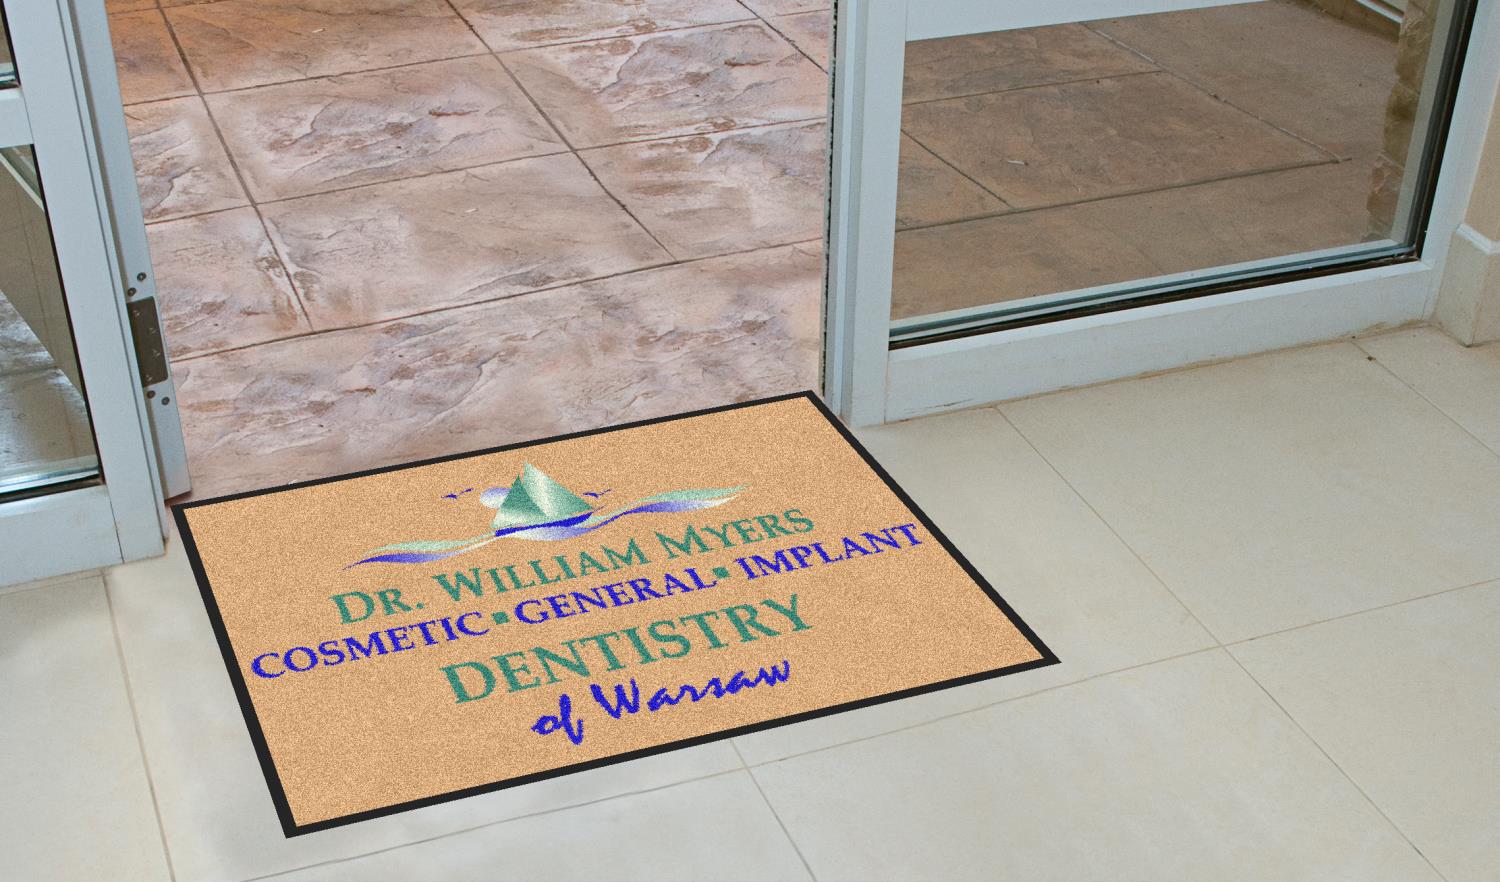 DR. WILLIAM MYERS
COSMETIC ▪ GENERAL ▪ IMPLANT
DENTISTRY
of Warsaw